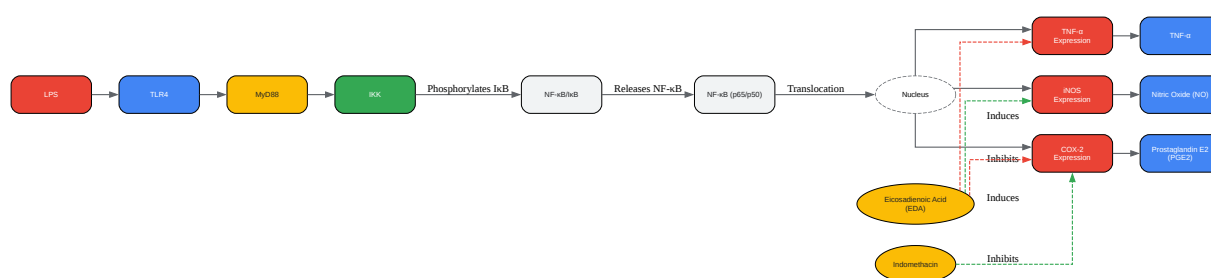 LPS
TLR4
MyD88
IKK
Phosphorylates IκB
NF-κB/IκB
Releases NF-κB
NF-κB (p65/p50)
Translocation
Nucleus
TNF-α
Expression
TNF-α
iNOS
Expression
Nitric Oxide (NO)
Induces
COX-2
Expression
Prostaglandin E2
(PGE2)
Inhibits
Eicosadienoic Acid
(EDA)
Induces
Indomethacin
Inhibits